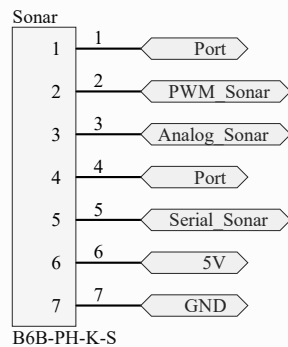 Sonar
1 1 Port
2 2 PWM_Sonar
3 3 Analog_Sonar
4 4 Port
5 5 Serial_Sonar
6 6 5V
7 7 GND
B6B-PH-K-S